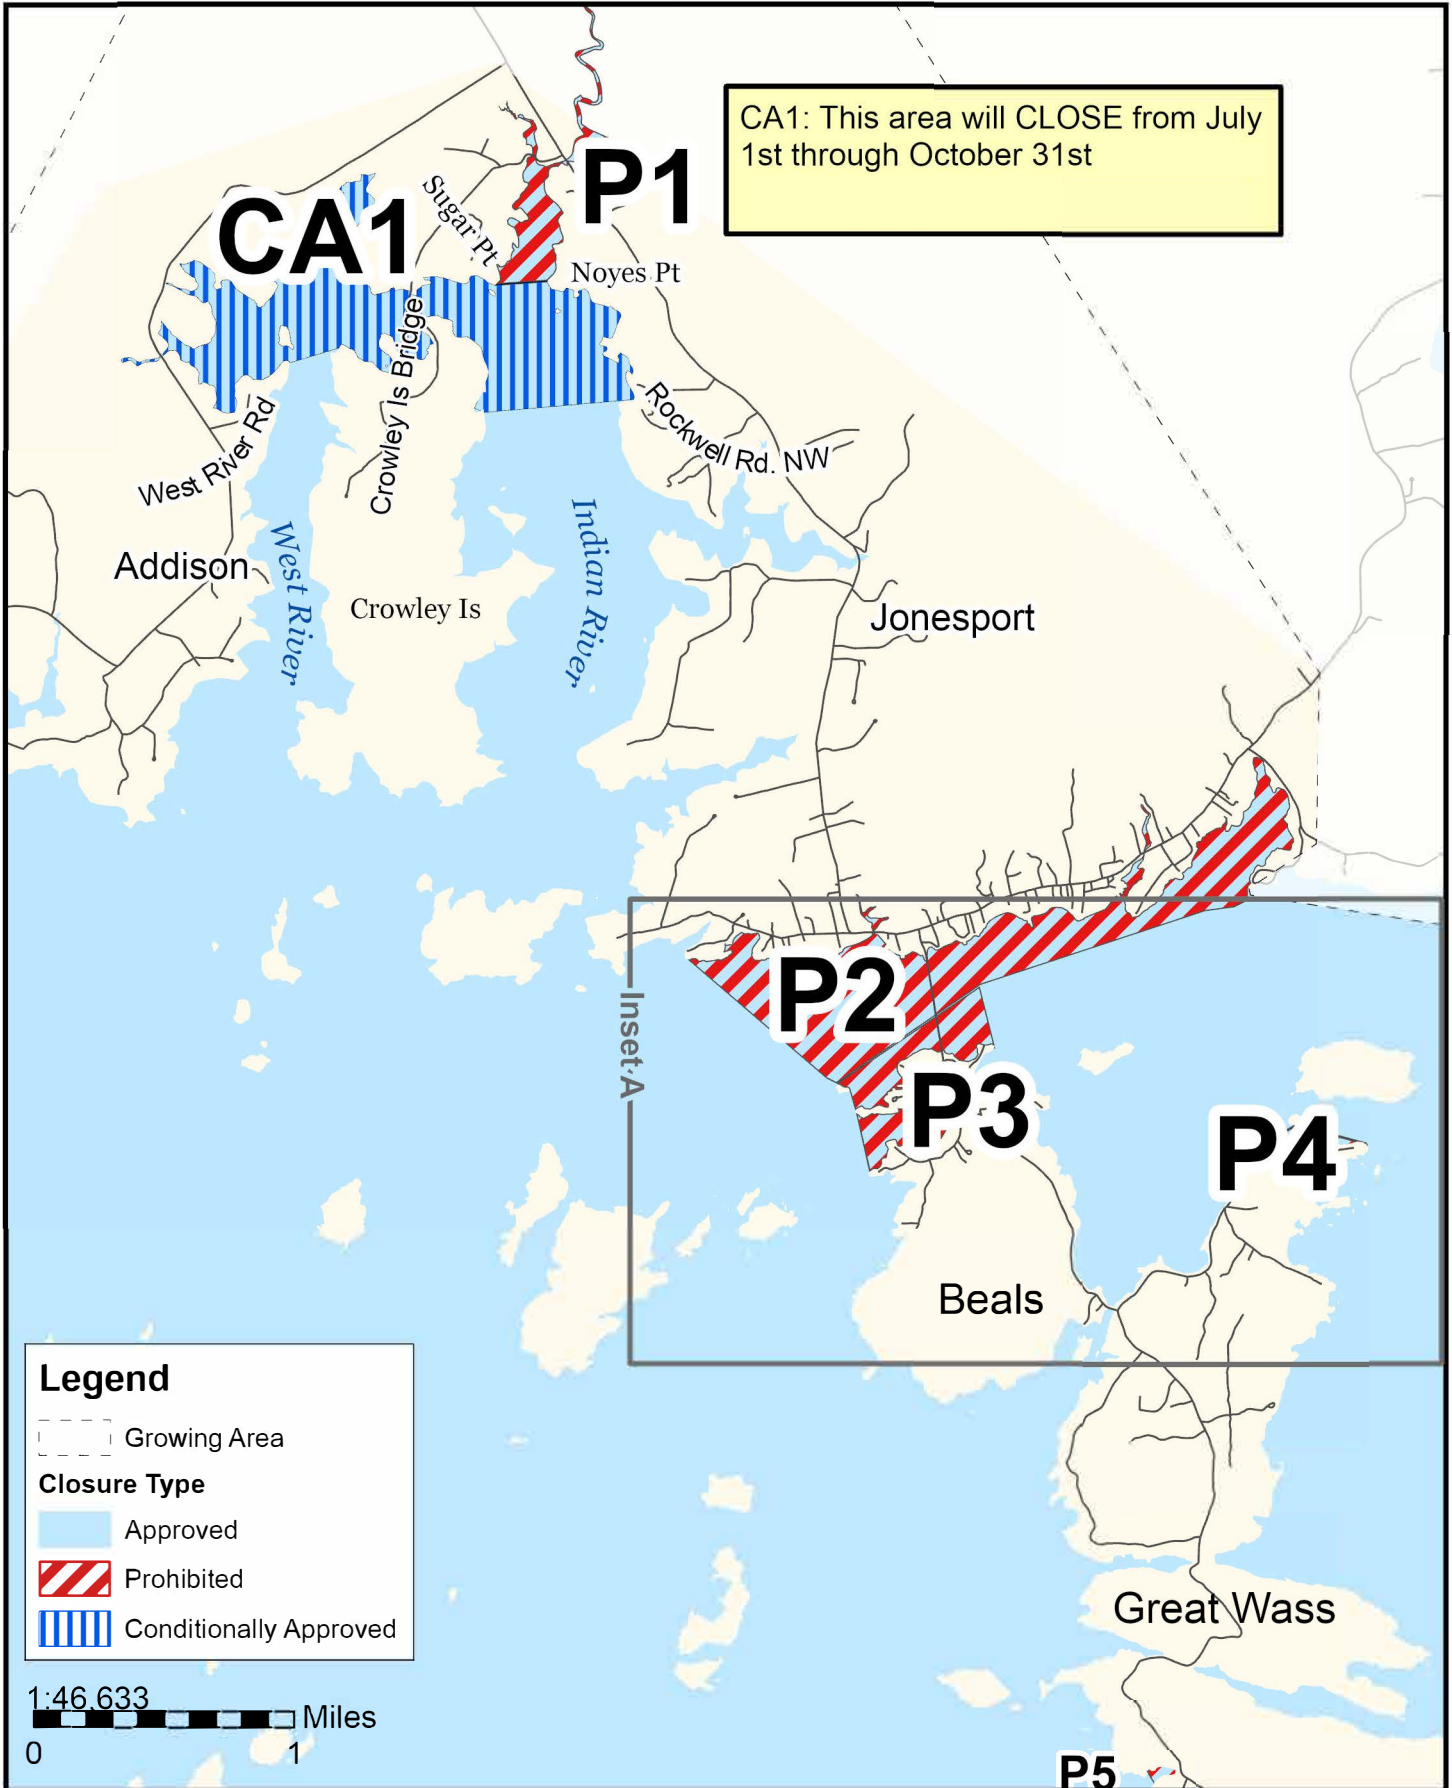 CA1: This area will CLOSE from July
1st through October 31st
P1
CA1
Sugar Pt
Noyes Pt
Crowley Is Bridge
West River Rd
Rockwell Rd. NW
West River
Indian River
Addison
Crowley Is
Jonesport
P2
Inset A
P3
P4
Beals
Legend
Growing Area
Closure Type
Approved
Prohibited
Conditionally Approved
Great Wass
1:46,633
Miles
0 1
P5